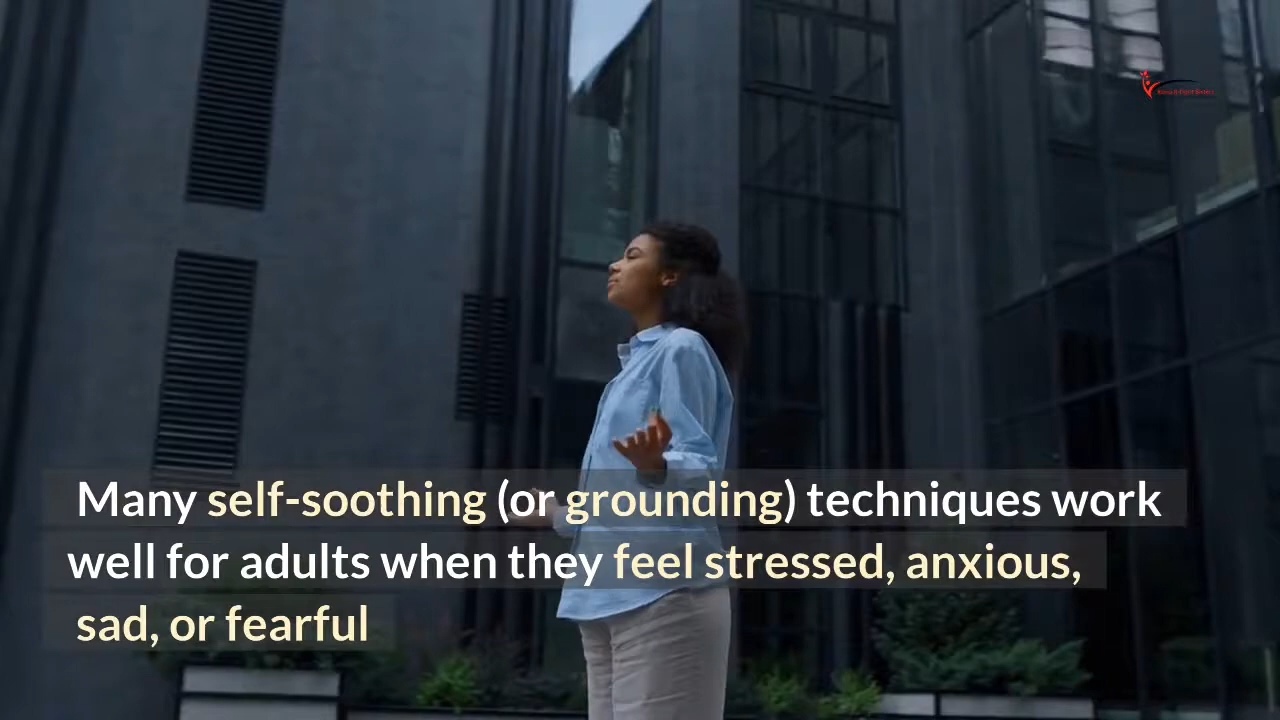 Many self-soothing (or grounding) techniques work
well for adults when they feel stressed, anxious,
sad, or fearful